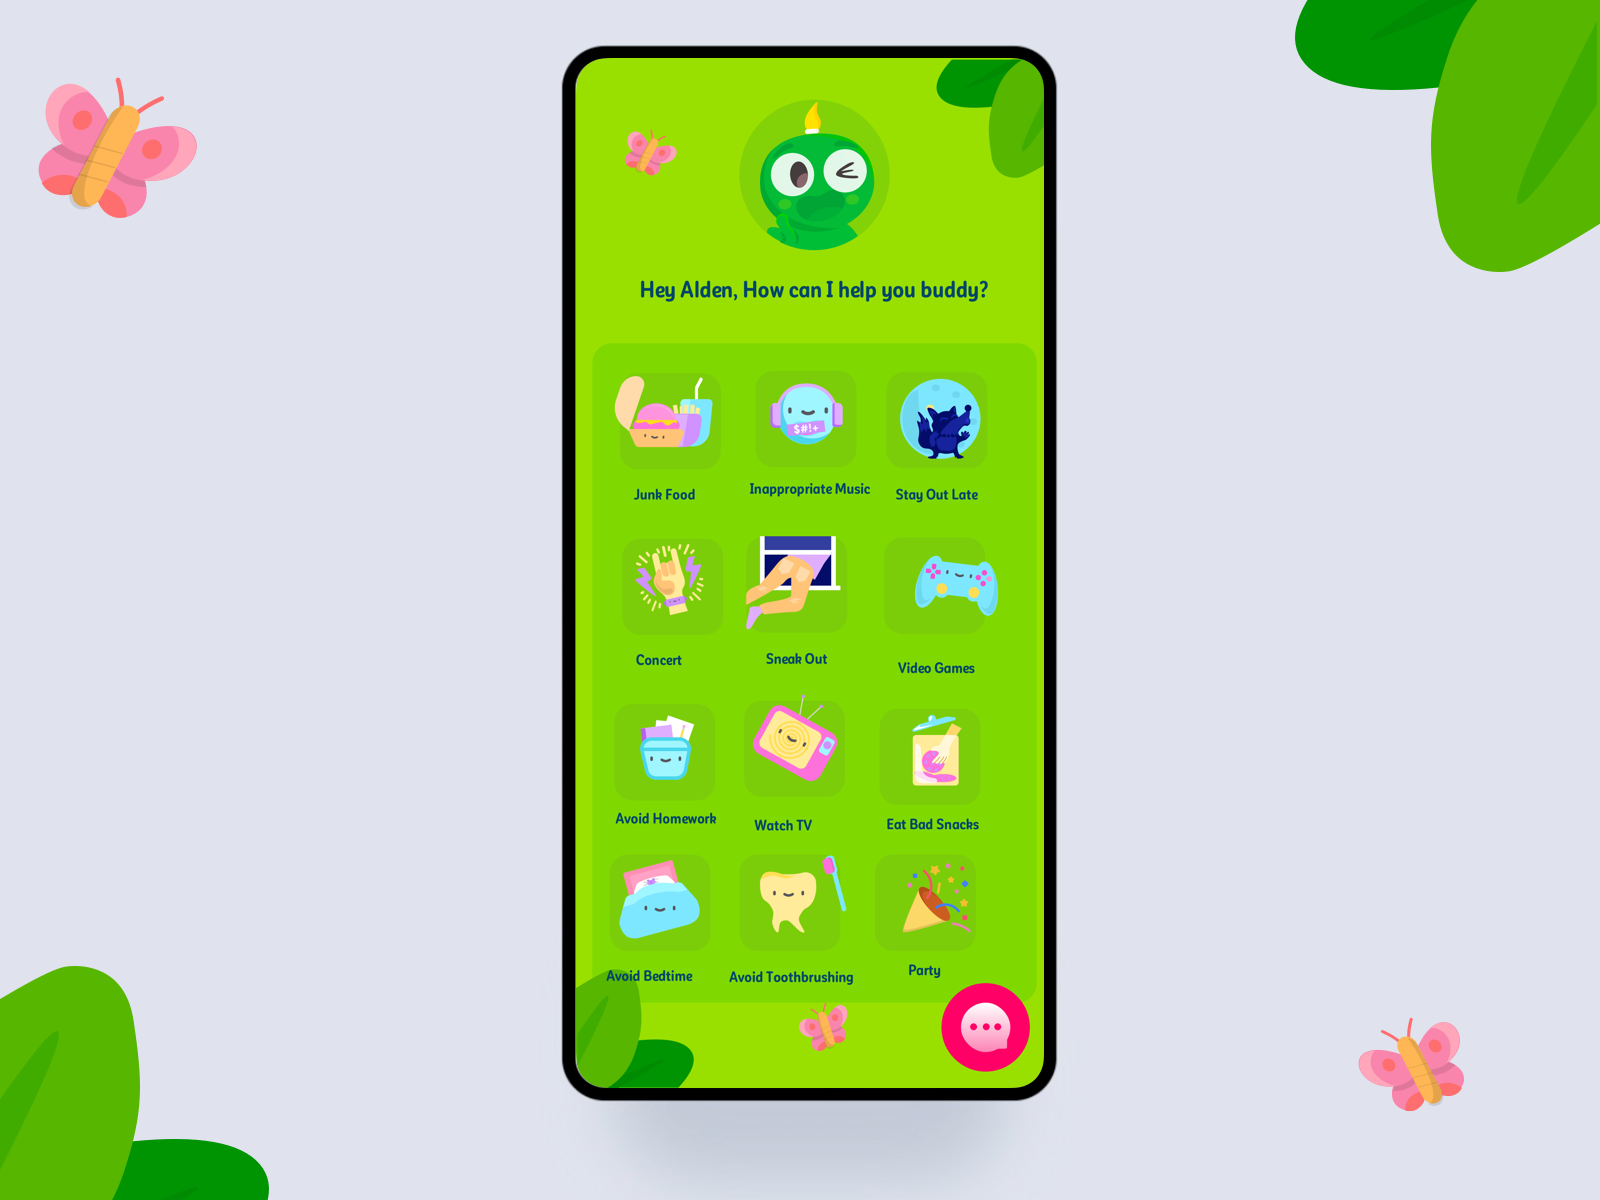 Hey Alden, How can I help you buddy?
$#!+
Junk Food
Inappropriate Music
Stay Out Late
Concert
Sneak Out
Video Games
Avoid Homework
Watch TV
Eat Bad Snacks
Avoid Bedtime
Avoid Toothbrushing
Party